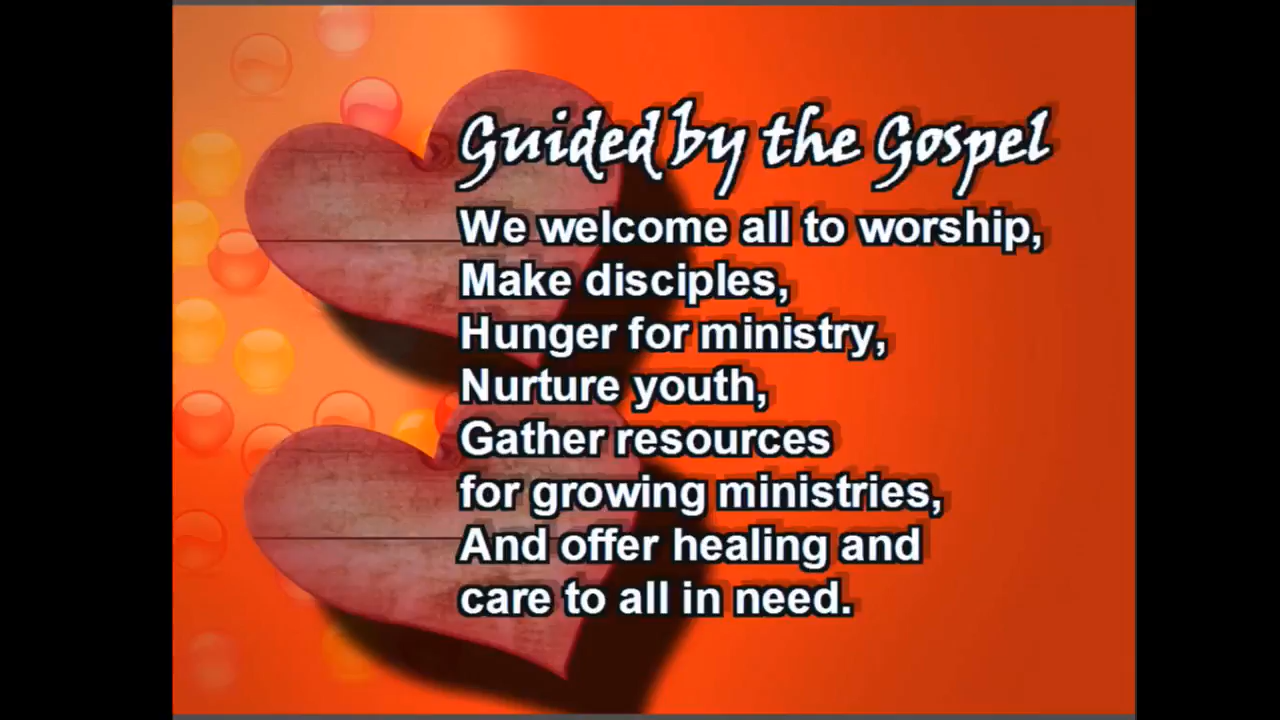 Guided by the Gospel
We welcome all to worship,
Make disciples,
Hunger for ministry,
Nurture youth,
Gather resources
for growing ministries,
And offer healing and
care to all in need.